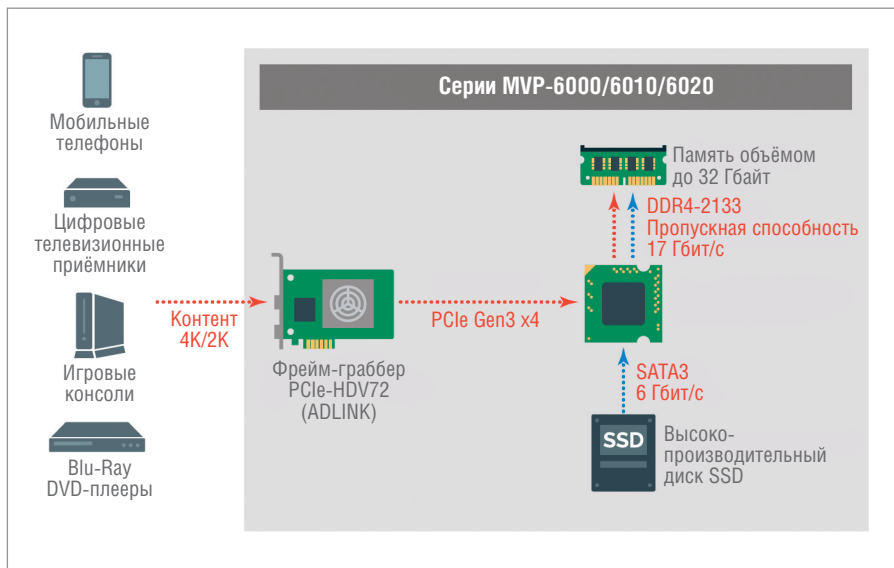 Серии MVP-6000/6010/6020
Мобильные
телефоны
Цифровые
телевизионные
приёмники
Игровые
консоли
Blu-Ray
DVD-плееры
Контент
4K/2K
Фрейм-граббер
PCIe-HDV72
(ADLINK)
PCIe Gen3 x4
Память объёмом
до 32 Гбайт
DDR4-2133
Пропускная способность
17 Гбит/с
SATA3
6 Гбит/с
SSD
Высоко-
производительный
диск SSD